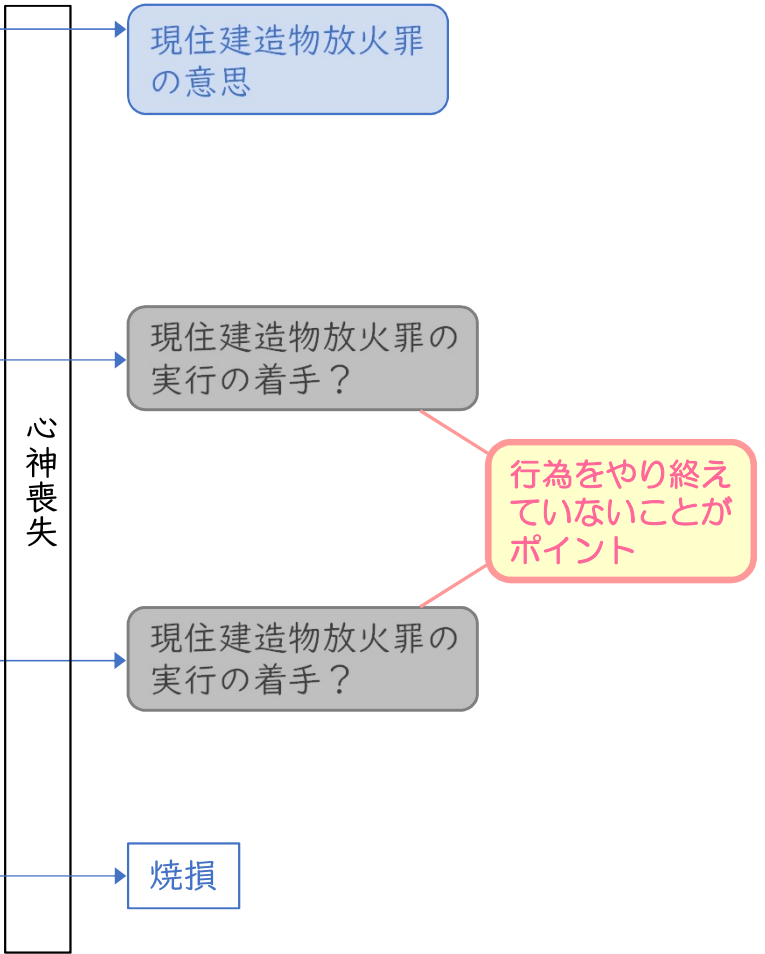 現住建造物放火罪
の意思
現住建造物放火罪の
実行の着手？
心神喪失
行為をやり終え
ていないことが
ポイント
現住建造物放火罪の
実行の着手？
焼損